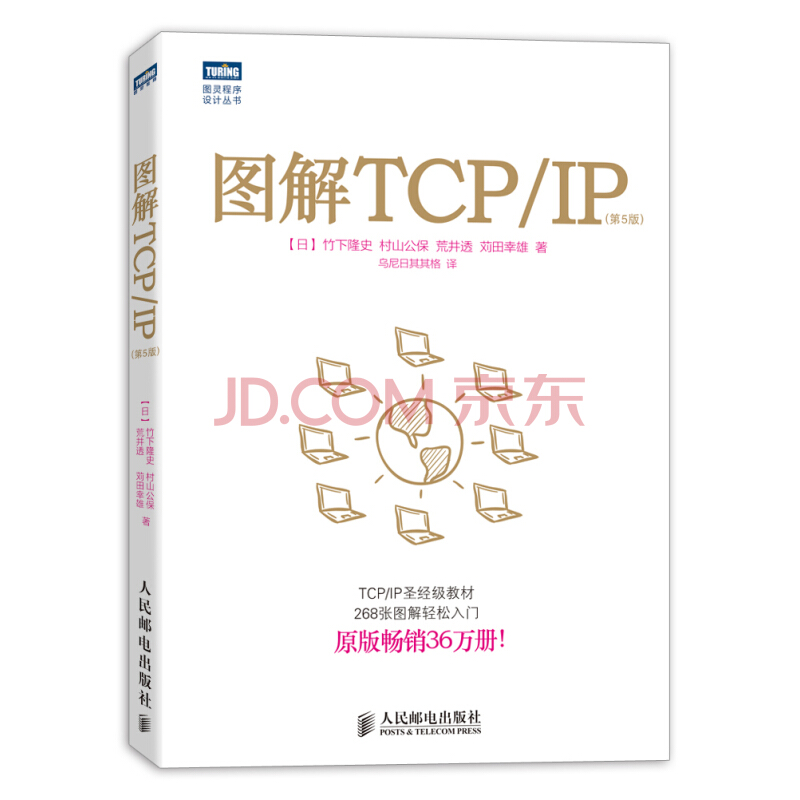 TURING
图灵程序
设计丛书
图解TCP/IP
(第5版)
【日】竹下隆史 村山公保 荒井透 苅田幸雄 著
乌尼日其其格 译
JD.COM 京东
TCP/IP圣经级教材
268张图解轻松入门
原版畅销36万册!
人民邮电出版社
POSTS & TELECOM PRESS
TURING
图解TCP/IP
(第5版)
【日】竹下隆史 村山公保
荒井透 苅田幸雄 著
人民邮电出版社